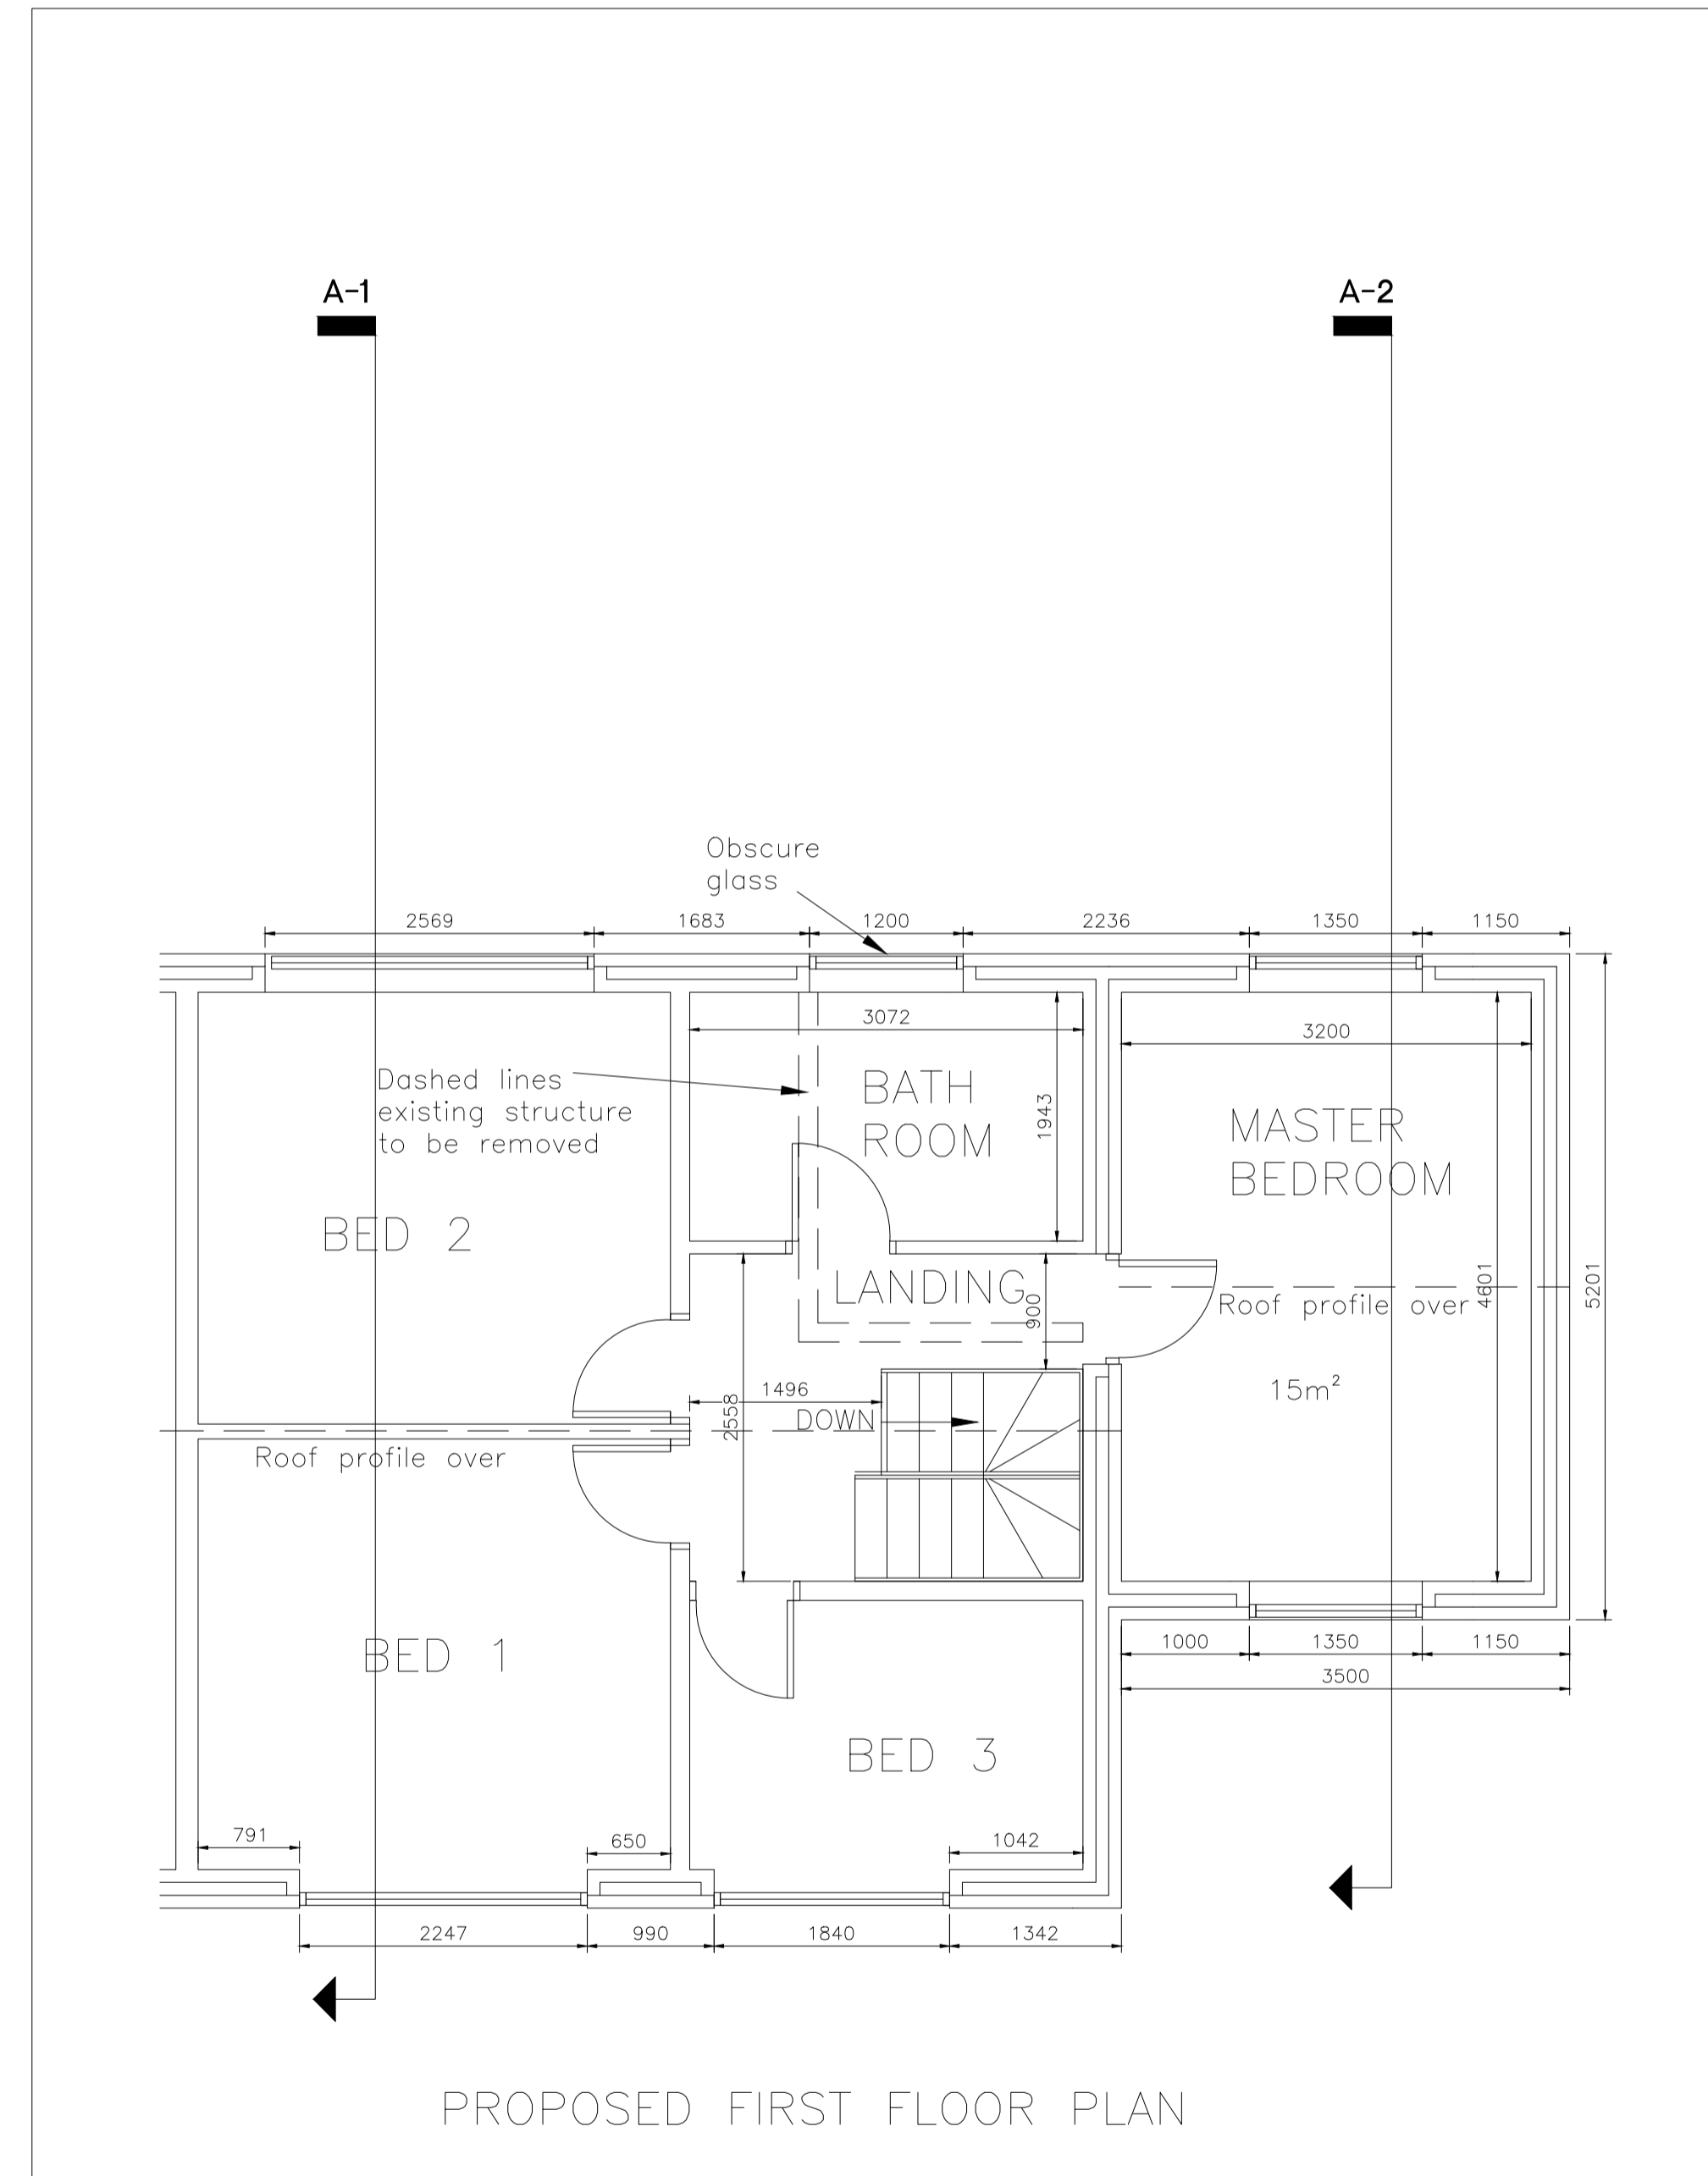 A-1
A-2
Obscure
glass
2569
1683
1200
2236
1350
1150
3072
3200
Dashed lines
existing structure
to be removed
BATH
ROOM
1943
MASTER
BEDROOM
BED 2
LANDING
900
Roof profile over
4601
5201
15m²
1496
2558
DOWN
Roof profile over
BED 1
1000
1350
1150
3500
BED 3
791
650
1042
2247
990
1840
1342
PROPOSED FIRST FLOOR PLAN